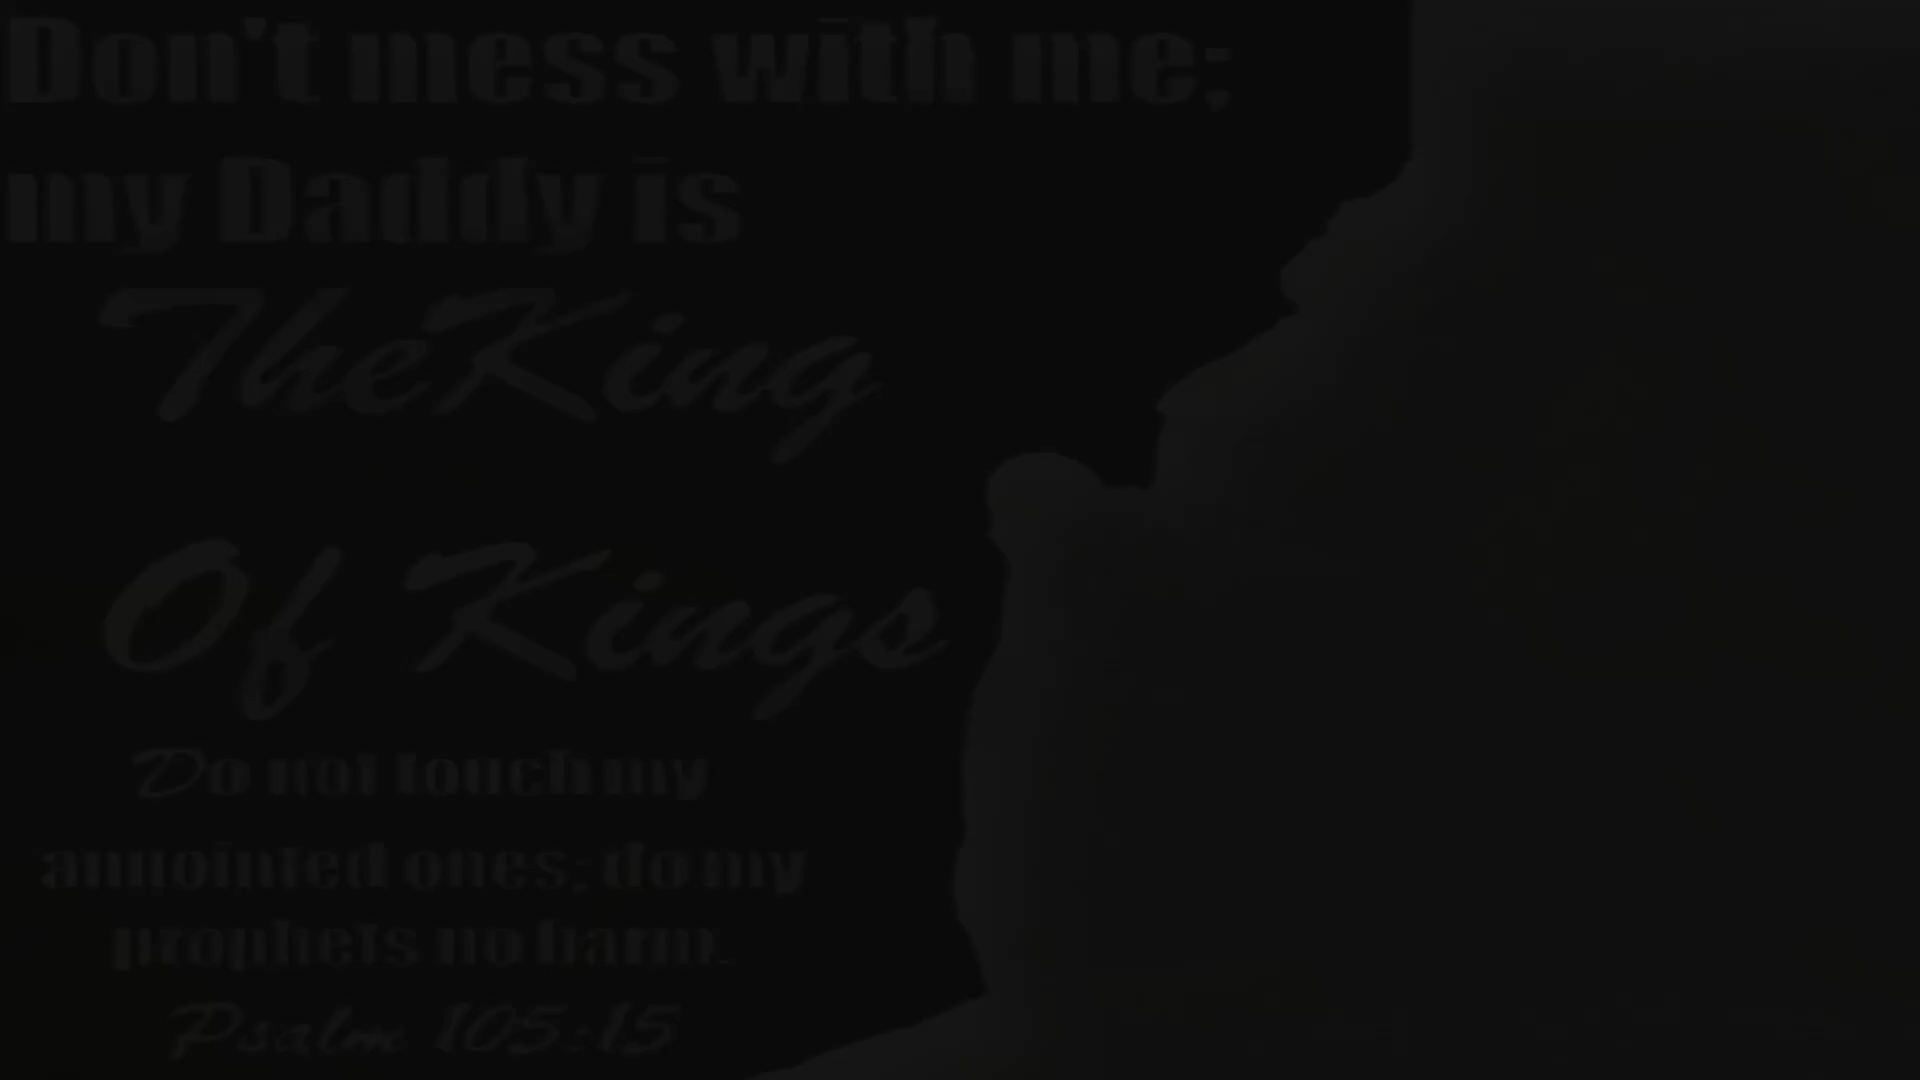 Don't mess with me;
my Daddy is
The King
Of Kings
Do not touch my
annointed ones; do my
prophets no harm.
Psalm 105:15